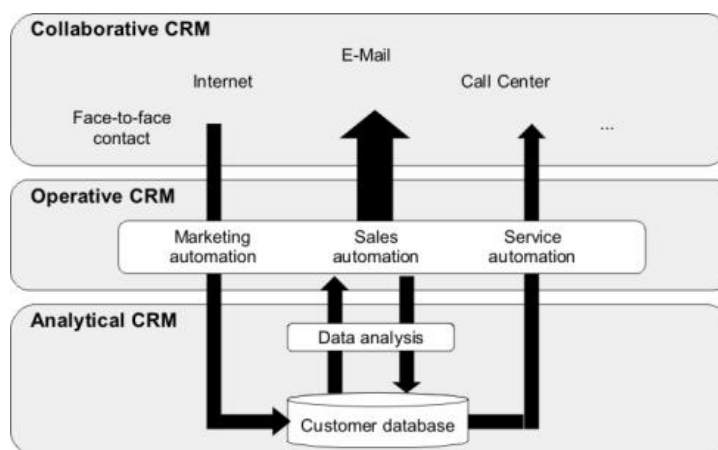 Collaborative CRM
E-Mail
Internet
Call Center
Face-to-face
contact
...
Operative CRM
Marketing
automation
Sales
automation
Service
automation
Analytical CRM
Data analysis
Customer database